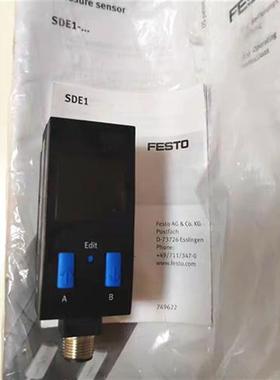 sure sensor
SDE1-...
FESTO
SDE1
FESTO
Edit
A B
Festo AG & Co. KG
Postfach
D-73726 Esslingen
Phone:
+49/711/347-0
www.festo.com
749622